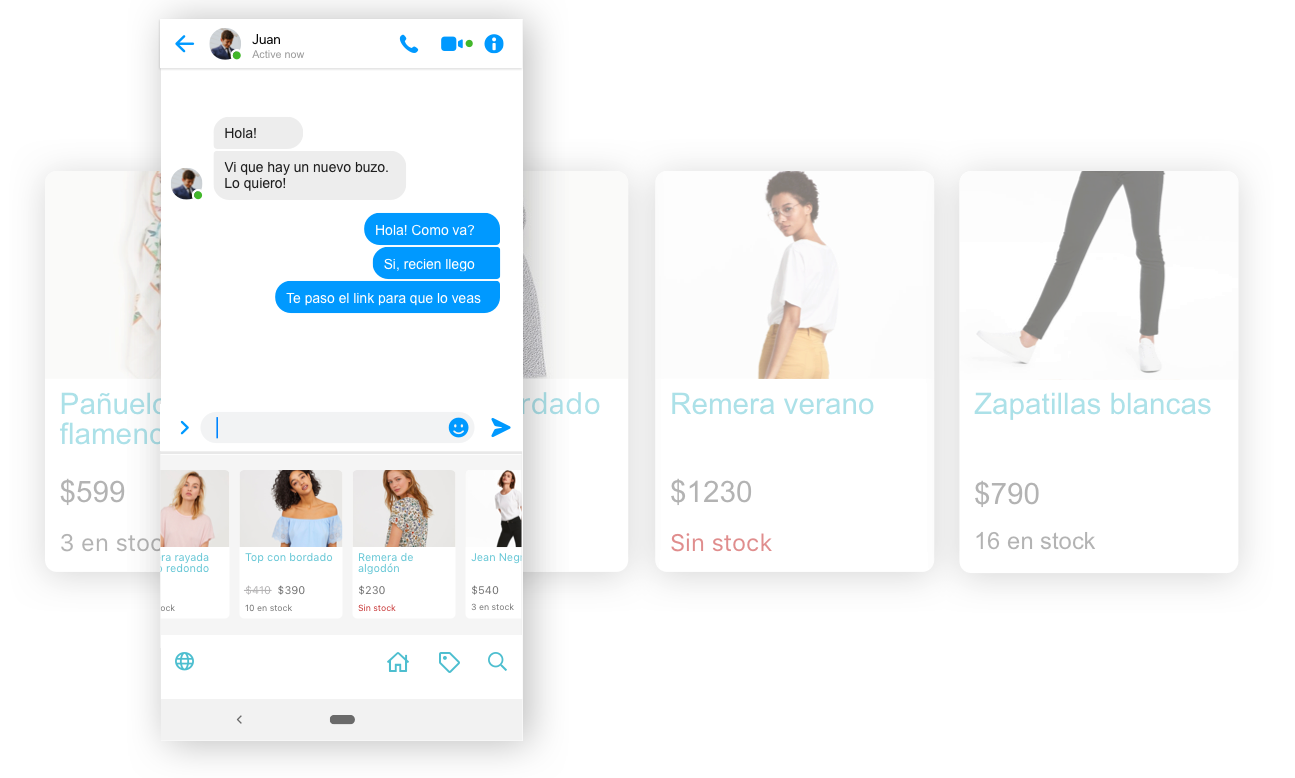 Juan
Active now
Hola!
Vi que hay un nuevo buzo.
Lo quiero!
Hola! Como va?
Si, recien llego
Te paso el link para que lo veas
ra rayada
redondo
ock
Top con bordado
$410 $390
10 en stock
Remera de
algodón
$230
Sin stock
Jean Neg
$540
3 en stock
Pañuelo
flamenc
$599
3 en stoc
rdado
Remera verano
$1230
Sin stock
Zapatillas blancas
$790
16 en stock